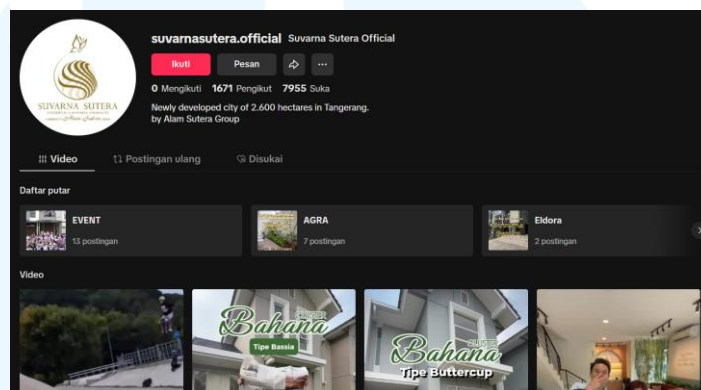 suvarnasutera.official Suvarna Sutera Official
Ikuti Pesan
0 Mengikuti 1671 Pengikut 7955 Suka
Newly developed city of 2.600 hectares in Tangerang.
by Alam Sutera Group
SUVARNA SUTERA
Video Postingan ulang Disukai
Daftar putar
EVENT
13 postingan
AGRA
7 postingan
Eldora
2 postingan
Video
CLUSTER
Bahana
Tipe Bassia
CLUSTER
Bahana
Tipe Buttercup